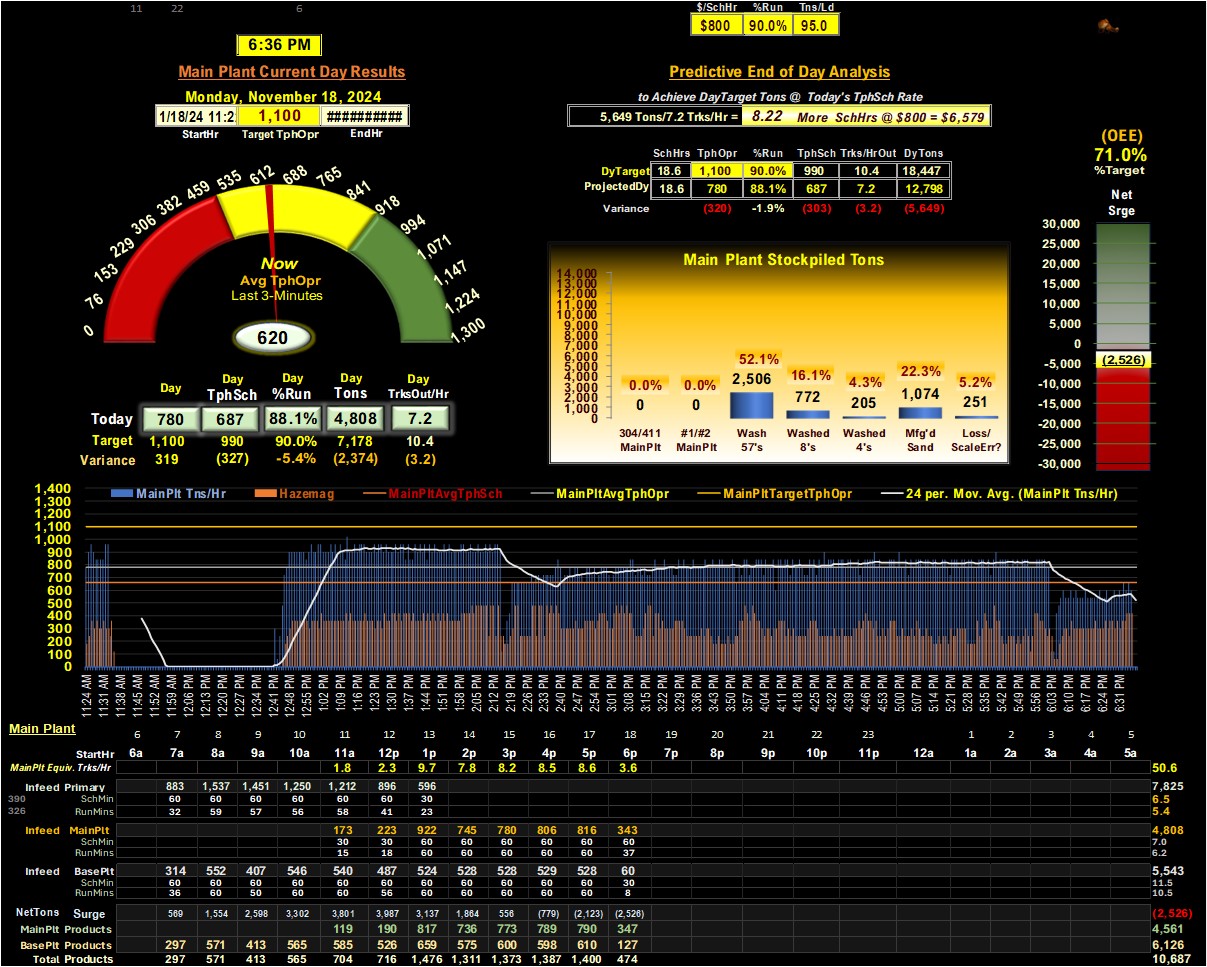 11 22 6
$/SchHr %Run Tns/Ld
$800 90.0% 95.0
6:36 PM
Main Plant Current Day Results
Monday, November 18, 2024
1/18/24 11:2 1,100 ##########
StartHr Target TphOpr EndHr
0 76 153 229 306 382 459 535 612 688 765 841 918 994 1,071 1,147 1,224 1,300
Now
Avg TphOpr
Last 3-Minutes
620
Day Day TphSch Day %Run Day Tons Day TrksOut/Hr
Today 780 687 88.1% 4,808 7.2
Target 1,100 990 90.0% 7,178 10.4
Variance 319 (327) -5.4% (2,374) (3.2)
Predictive End of Day Analysis
to Achieve DayTarget Tons @ Today's TphSch Rate
5,649 Tons/7.2 Trks/Hr = 8.22 More SchHrs @ $800 = $6,579
SchHrs TphOpr %Run TphSch Trks/HrOut DyTons
DyTarget 18.6 1,100 90.0% 990 10.4 18,447
ProjectedDy 18.6 780 88.1% 687 7.2 12,798
Variance (320) -1.9% (303) (3.2) (5,649)
(OEE)
71.0%
%Target
Net
Srge
30,000
25,000
20,000
15,000
10,000
5,000
0
-5,000
-10,000
-15,000
-20,000
-25,000
-30,000
(2,526)
Main Plant Stockpiled Tons
14,000
13,000
12,000
11,000
10,000
9,000
8,000
7,000
6,000
5,000
4,000
3,000
2,000
1,000
0
0.0% 0.0% 52.1% 16.1% 4.3% 22.3% 5.2%
0 0 2,506 772 205 1,074 251
304/411 #1/#2 Wash Washed Washed Mfg'd Loss/
MainPlt MainPlt 57's 8's 4's Sand ScaleErr?
MainPlt Tns/Hr Hazemag MainPltAvgTphSch MainPltAvgTphOpr MainPltTargetTphOpr 24 per. Mov. Avg. (MainPlt Tns/Hr)
1,400
1,300
1,200
1,100
1,000
900
800
700
600
500
400
300
200
100
0
11:24 AM 11:31 AM 11:38 AM 11:45 AM 11:52 AM 11:59 AM 12:06 PM 12:13 PM 12:20 PM 12:27 PM 12:34 PM 12:41 PM 12:48 PM 12:55 PM 1:02 PM 1:09 PM 1:16 PM 1:23 PM 1:30 PM 1:37 PM 1:44 PM 1:51 PM 1:58 PM 2:05 PM 2:12 PM 2:19 PM 2:26 PM 2:33 PM 2:40 PM 2:47 PM 2:54 PM 3:01 PM 3:08 PM 3:15 PM 3:22 PM 3:29 PM 3:36 PM 3:43 PM 3:50 PM 3:57 PM 4:04 PM 4:11 PM 4:18 PM 4:25 PM 4:32 PM 4:39 PM 4:46 PM 4:53 PM 5:00 PM 5:07 PM 5:14 PM 5:21 PM 5:28 PM 5:35 PM 5:42 PM 5:49 PM 5:56 PM 6:03 PM 6:10 PM 6:17 PM 6:24 PM 6:31 PM
Main Plant
6 7 8 9 10 11 12 13 14 15 16 17 18 19 20 21 22 23 1 2 3 4 5
StartHr 6a 7a 8a 9a 10a 11a 12p 1p 2p 3p 4p 5p 6p 7p 8p 9p 10p 11p 12a 1a 2a 3a 4a 5a
MainPlt Equiv. Trks/Hr 1.8 2.3 9.7 7.8 8.2 8.5 8.6 3.6 50.6
Infeed Primary 883 1,537 1,451 1,250 1,212 896 596 7,825
390 SchMin 60 60 60 60 60 60 30 6.5
326 RunMins 32 59 57 56 58 41 23 5.4
Infeed MainPlt 173 223 922 745 780 806 816 343 4,808
SchMin 30 30 60 60 60 60 60 60 7.0
RunMins 15 18 60 60 60 60 60 37 6.2
Infeed BasePlt 314 552 407 546 540 487 524 528 528 529 528 60 5,543
SchMin 60 60 60 60 60 60 60 60 60 60 60 30 11.5
RunMins 36 60 50 60 60 56 60 60 60 60 60 8 10.5
NetTons Surge 569 1,554 2,598 3,302 3,801 3,987 3,137 1,864 556 (779) (2,123) (2,526) (2,526)
MainPlt Products 119 190 817 736 773 789 790 347 4,561
BasePlt Products 297 571 413 565 585 526 659 575 600 598 610 127 6,126
Total Products 297 571 413 565 704 716 1,476 1,311 1,373 1,387 1,400 474 10,687